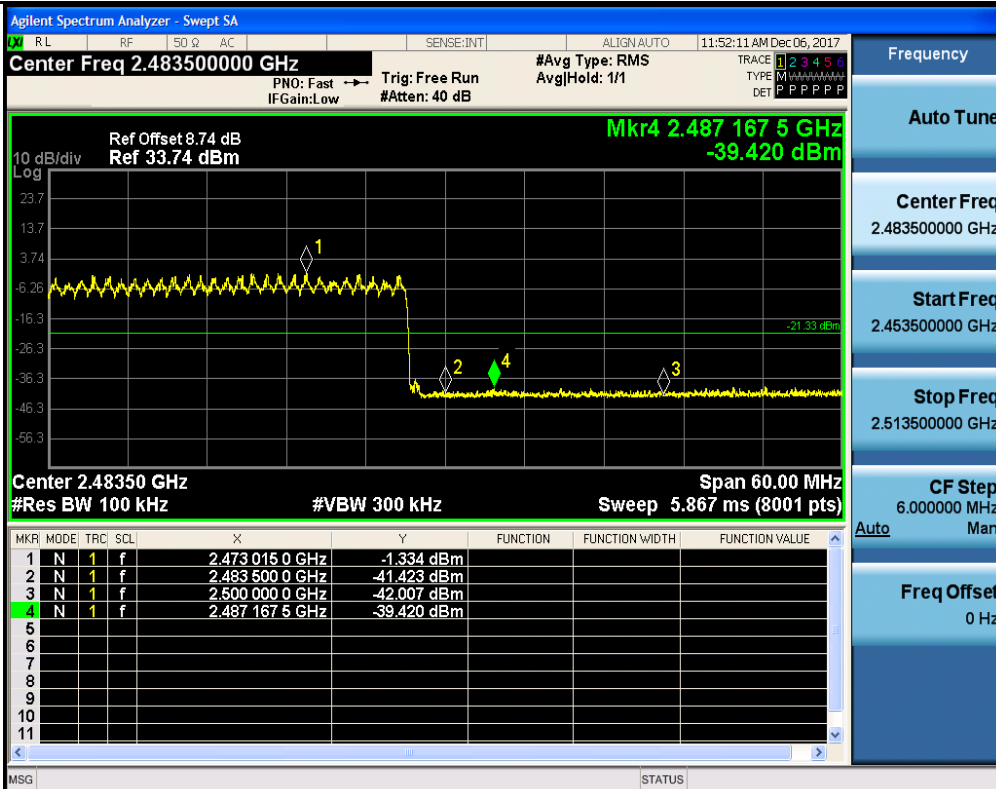 Agilent Spectrum Analyzer - Swept SA
LXI RL RF 50 Ω AC SENSE:INT ALIGN AUTO 11:52:11 AM Dec 06, 2017
Center Freq 2.483500000 GHz
PNO: Fast
IFGain:Low
Trig: Free Run
#Atten: 40 dB
#Avg Type: RMS
Avg|Hold: 1/1
TRACE 1 2 3 4 5 6
TYPE M
DET P P P P P P
Ref Offset 8.74 dB
10 dB/div Ref 33.74 dBm
Log
Mkr4 2.487 167 5 GHz
-39.420 dBm
23.7
13.7
3.74
-6.26
-16.3
-26.3
-36.3
-46.3
-56.3
1
2
4
3
-21.33 dBm
Center 2.48350 GHz Span 60.00 MHz
#Res BW 100 kHz #VBW 300 kHz Sweep 5.867 ms (8001 pts)
MKR MODE TRC SCL X Y FUNCTION FUNCTION WIDTH FUNCTION VALUE
1 N 1 f 2.473 015 0 GHz -1.334 dBm
2 N 1 f 2.483 500 0 GHz -41.423 dBm
3 N 1 f 2.500 000 0 GHz -42.007 dBm
4 N 1 f 2.487 167 5 GHz -39.420 dBm
5
6
7
8
9
10
11
MSG STATUS
Frequency
Auto Tune
Center Freq
2.483500000 GHz
Start Freq
2.453500000 GHz
Stop Freq
2.513500000 GHz
CF Step
6.000000 MHz
Auto Man
Freq Offset
0 Hz